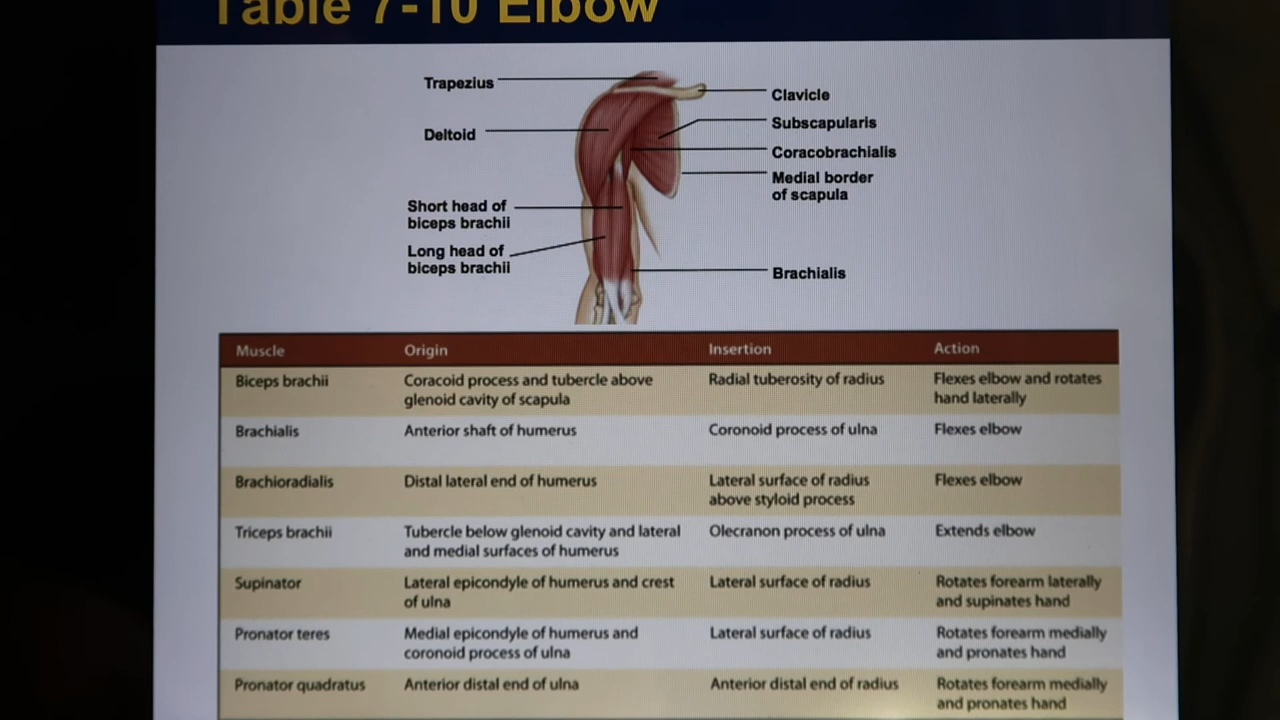 Table 7-10 Elbow
Trapezius
Clavicle
Subscapularis
Deltoid
Coracobrachialis
Medial border
of scapula
Short head of
biceps brachii
Long head of
biceps brachii
Brachialis
Muscle Origin Insertion Action
Biceps brachii Coracoid process and tubercle above Radial tuberosity of radius Flexes elbow and rotates
glenoid cavity of scapula hand laterally
Brachialis Anterior shaft of humerus Coronoid process of ulna Flexes elbow
Brachioradialis Distal lateral end of humerus Lateral surface of radius Flexes elbow
above styloid process
Triceps brachii Tubercle below glenoid cavity and lateral Olecranon process of ulna Extends elbow
and medial surfaces of humerus
Supinator Lateral epicondyle of humerus and crest Lateral surface of radius Rotates forearm laterally
of ulna and supinates hand
Pronator teres Medial epicondyle of humerus and Lateral surface of radius Rotates forearm medially
coronoid process of ulna and pronates hand
Pronator quadratus Anterior distal end of ulna Anterior distal end of radius Rotates forearm medially
and pronates hand